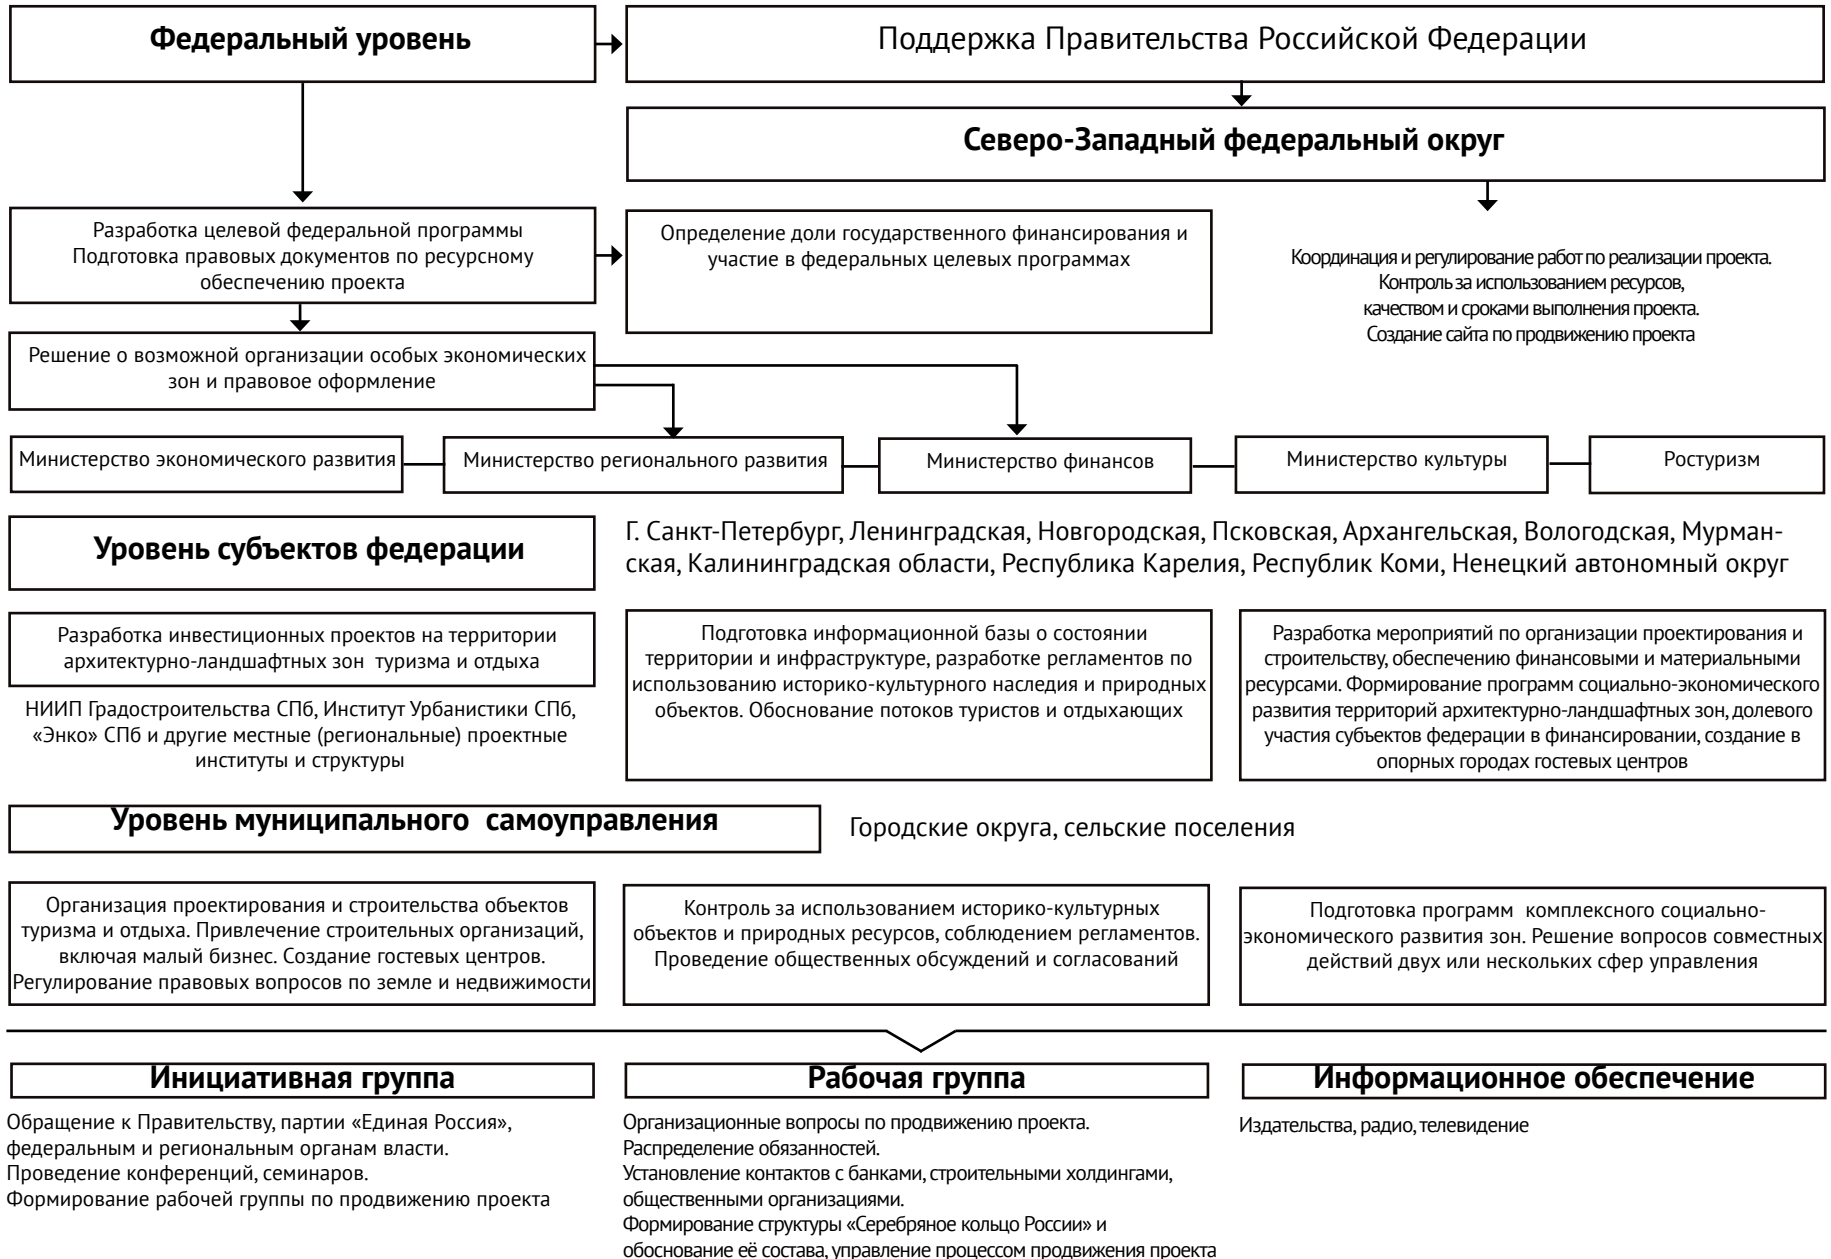 Федеральный уровень
Поддержка Правительства Российской Федерации
Северо-Западный федеральный округ
Разработка целевой федеральной программы
Подготовка правовых документов по ресурсному
обеспечению проекта
Определение доли государственного финансирования и
участие в федеральных целевых программах
Координация и регулирование работ по реализации проекта.
Контроль за использованием ресурсов,
качеством и сроками выполнения проекта.
Создание сайта по продвижению проекта
Решение о возможной организации особых экономических
зон и правовое оформление
Министерство экономического развития
Министерство регионального развития
Министерство финансов
Министерство культуры
Ростуризм
Уровень субъектов федерации
Г. Санкт-Петербург, Ленинградская, Новгородская, Псковская, Архангельская, Вологодская, Мурман-
ская, Калининградская области, Республика Карелия, Республик Коми, Ненецкий автономный округ
Разработка инвестиционных проектов на территории
архитектурно-ландшафтных зон туризма и отдыха
НИИП Градостроительства СПб, Институт Урбанистики СПб,
«Энко» СПб и другие местные (региональные) проектные
институты и структуры
Подготовка информационной базы о состоянии
территории и инфраструктуре, разработке регламентов по
использованию историко-культурного наследия и природных
объектов. Обоснование потоков туристов и отдыхающих
Разработка мероприятий по организации проектирования и
строительству, обеспечению финансовыми и материальными
ресурсами. Формирование программ социально-экономического
развития территорий архитектурно-ландшафтных зон, долевого
участия субъектов федерации в финансировании, создание в
опорных городах гостевых центров
Уровень муниципального самоуправления
Городские округа, сельские поселения
Организация проектирования и строительства объектов
туризма и отдыха. Привлечение строительных организаций,
включая малый бизнес. Создание гостевых центров.
Регулирование правовых вопросов по земле и недвижимости
Контроль за использованием историко-культурных
объектов и природных ресурсов, соблюдением регламентов.
Проведение общественных обсуждений и согласований
Подготовка программ комплексного социально-
экономического развития зон. Решение вопросов совместных
действий двух или нескольких сфер управления
Инициативная группа
Обращение к Правительству, партии «Единая Россия»,
федеральным и региональным органам власти.
Проведение конференций, семинаров.
Формирование рабочей группы по продвижению проекта
Рабочая группа
Организационные вопросы по продвижению проекта.
Распределение обязанностей.
Установление контактов с банками, строительными холдингами,
общественными организациями.
Формирование структуры «Серебряное кольцо России» и
обоснование её состава, управление процессом продвижения проекта
Информационное обеспечение
Издательства, радио, телевидение